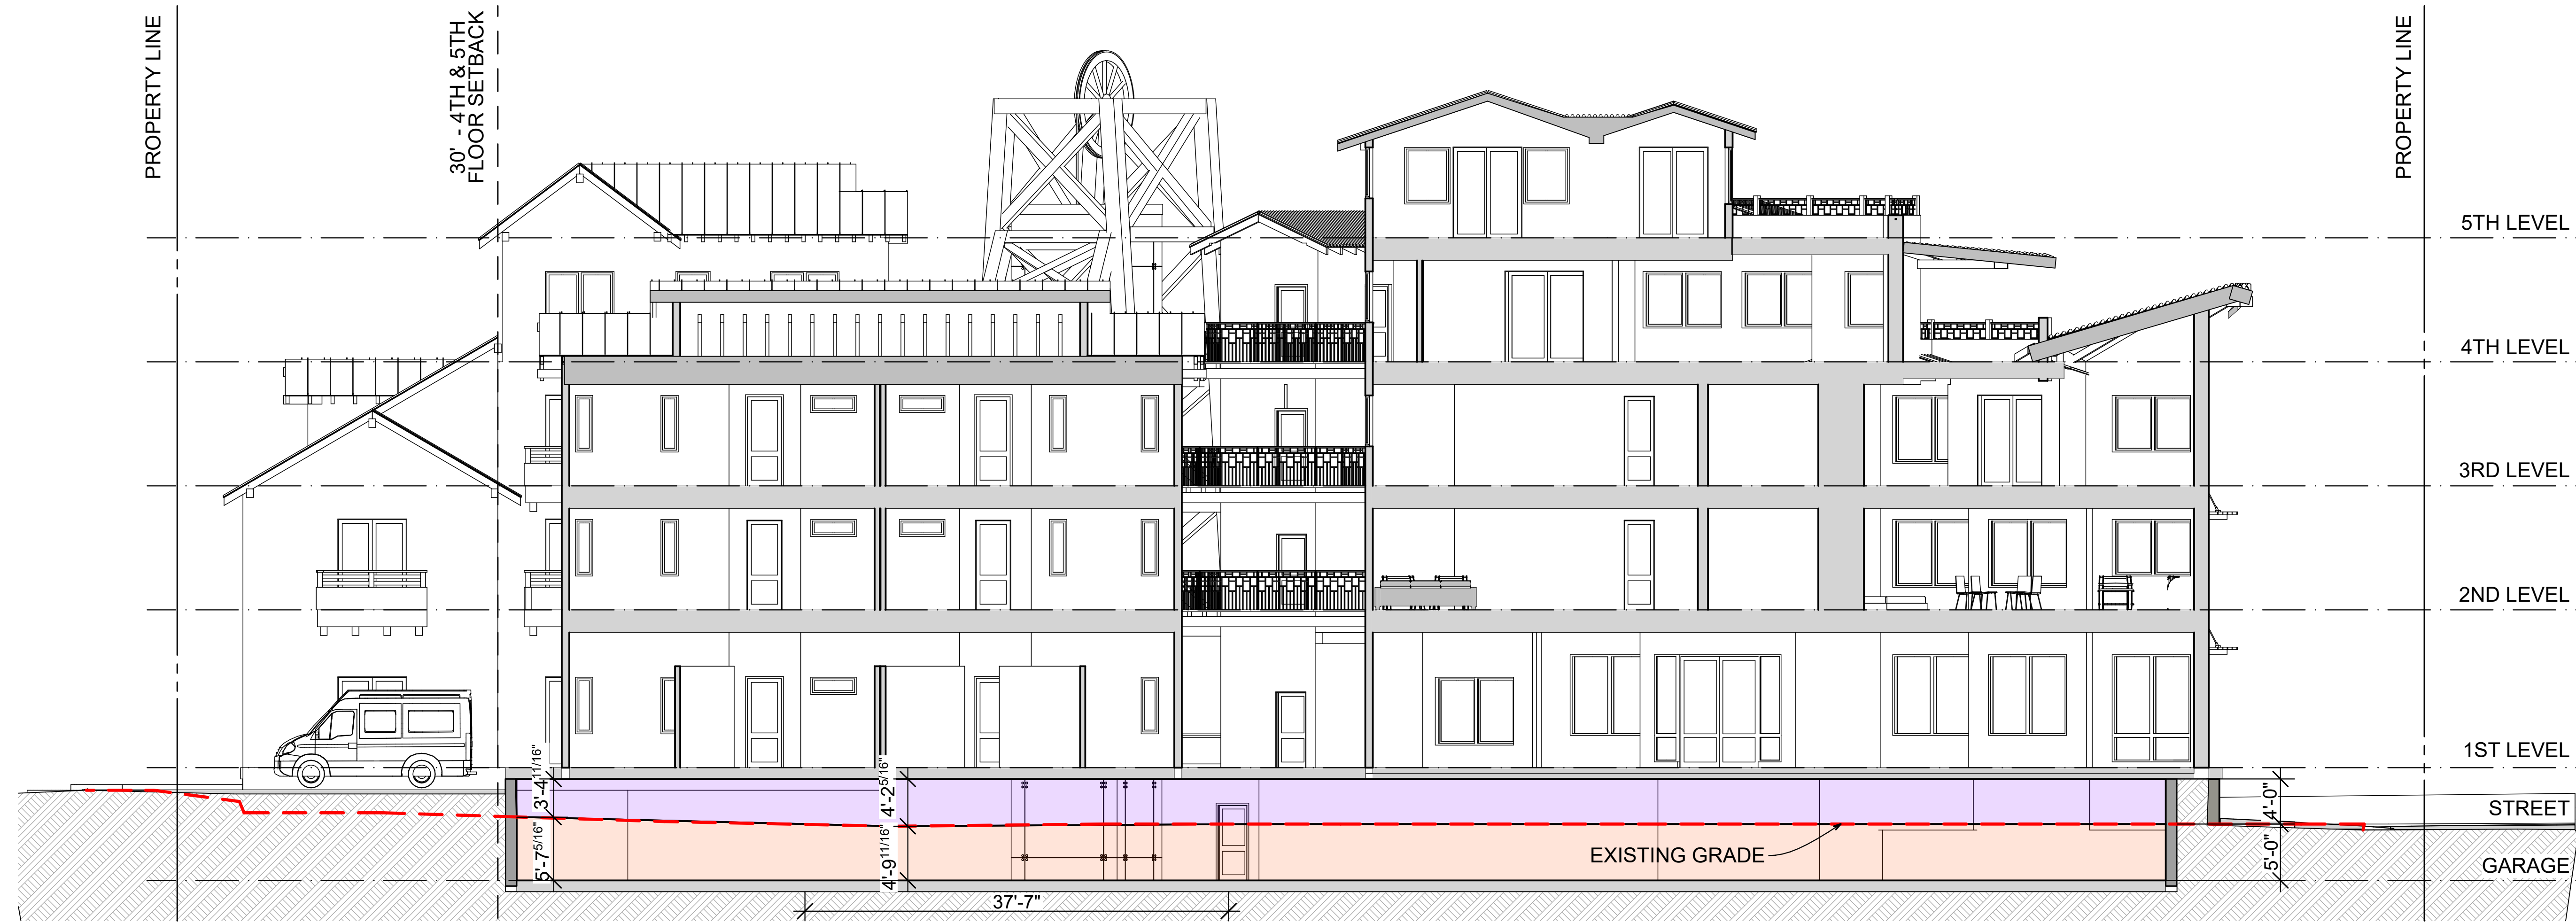 PROPERTY LINE
30' - 4TH & 5TH
FLOOR SETBACK
PROPERTY LINE
5TH LEVEL
4TH LEVEL
3RD LEVEL
2ND LEVEL
1ST LEVEL
3'-4 11/16"
4'-2 5/16"
4'-0"
STREET
5'-7 5/16"
4'-9 11/16"
EXISTING GRADE
5'-0"
GARAGE
37'-7"